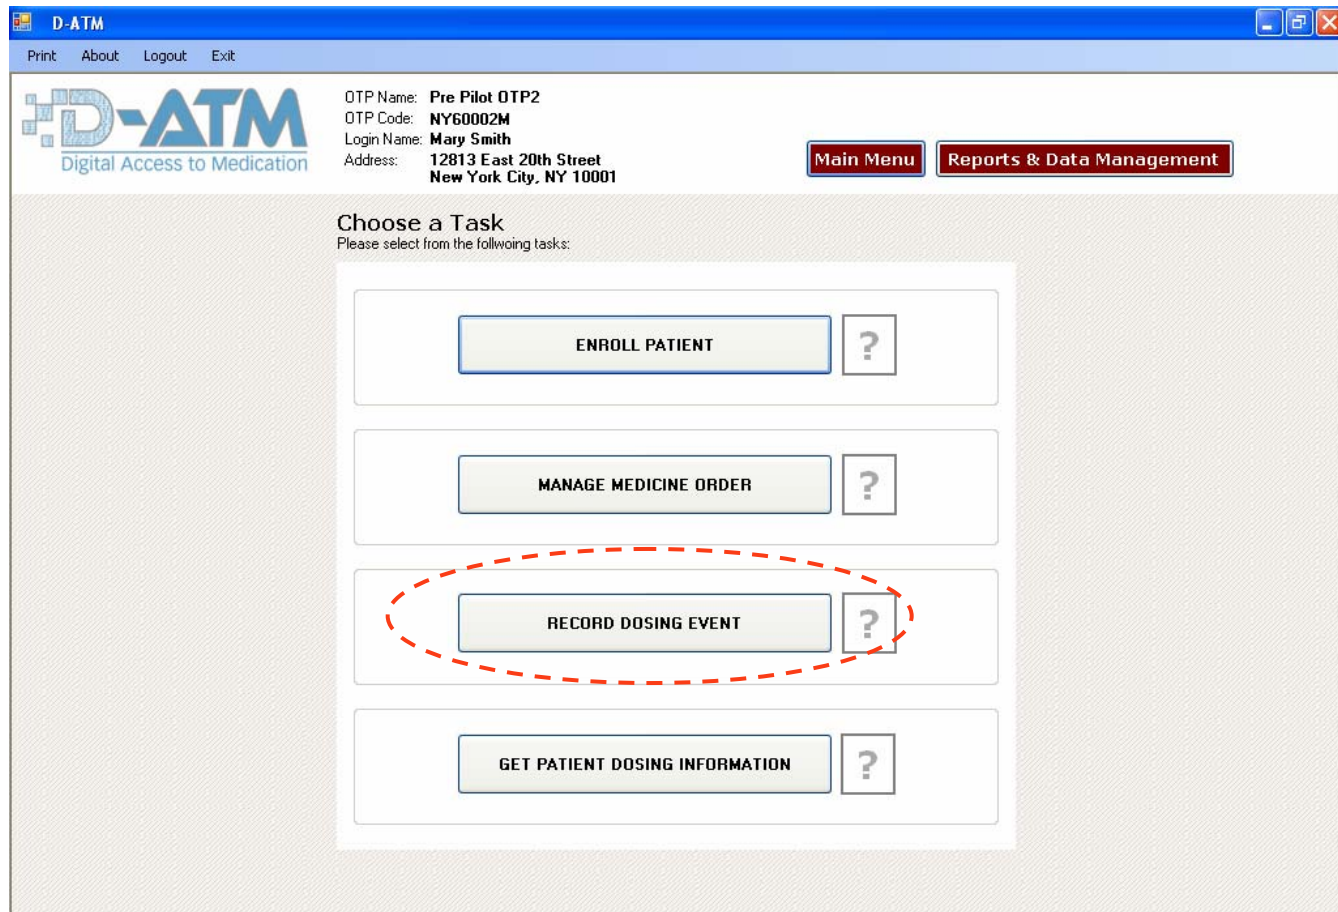 D-ATM
Print About Logout Exit
D-ATM
Digital Access to Medication
OTP Name: Pre Pilot OTP2
OTP Code: NY60002M
Login Name: Mary Smith
Address: 12813 East 20th Street
New York City, NY 10001
Main Menu Reports & Data Management
Choose a Task
Please select from the follwoing tasks:
ENROLL PATIENT ?
MANAGE MEDICINE ORDER ?
RECORD DOSING EVENT ?
GET PATIENT DOSING INFORMATION ?